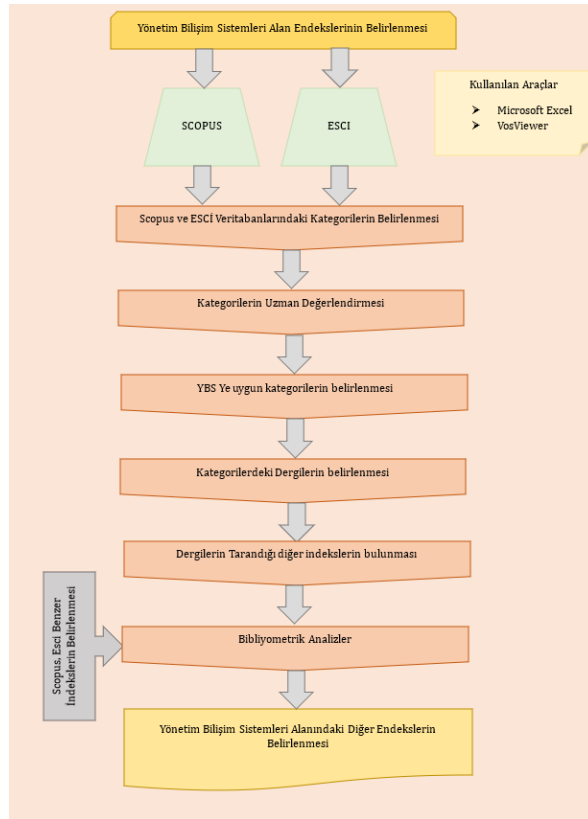 Yönetim Bilişim Sistemleri Alan Endekslerinin Belirlenmesi
Kullanılan Araçlar
➤ Microsoft Excel
➤ VosViewer
SCOPUS
ESCI
Scopus ve ESCİ Veritabanlarındaki Kategorilerin Belirlenmesi
Kategorilerin Uzman Değerlendirmesi
YBS Ye uygun kategorilerin belirlenmesi
Kategorilerdeki Dergilerin belirlenmesi
Dergilerin Tarandığı diğer indekslerin bulunması
Scopus, Esci Benzer
İndekslerin Belirlenmesi
Bibliyometrik Analizler
Yönetim Bilişim Sistemleri Alanındaki Diğer Endekslerin
Belirlenmesi